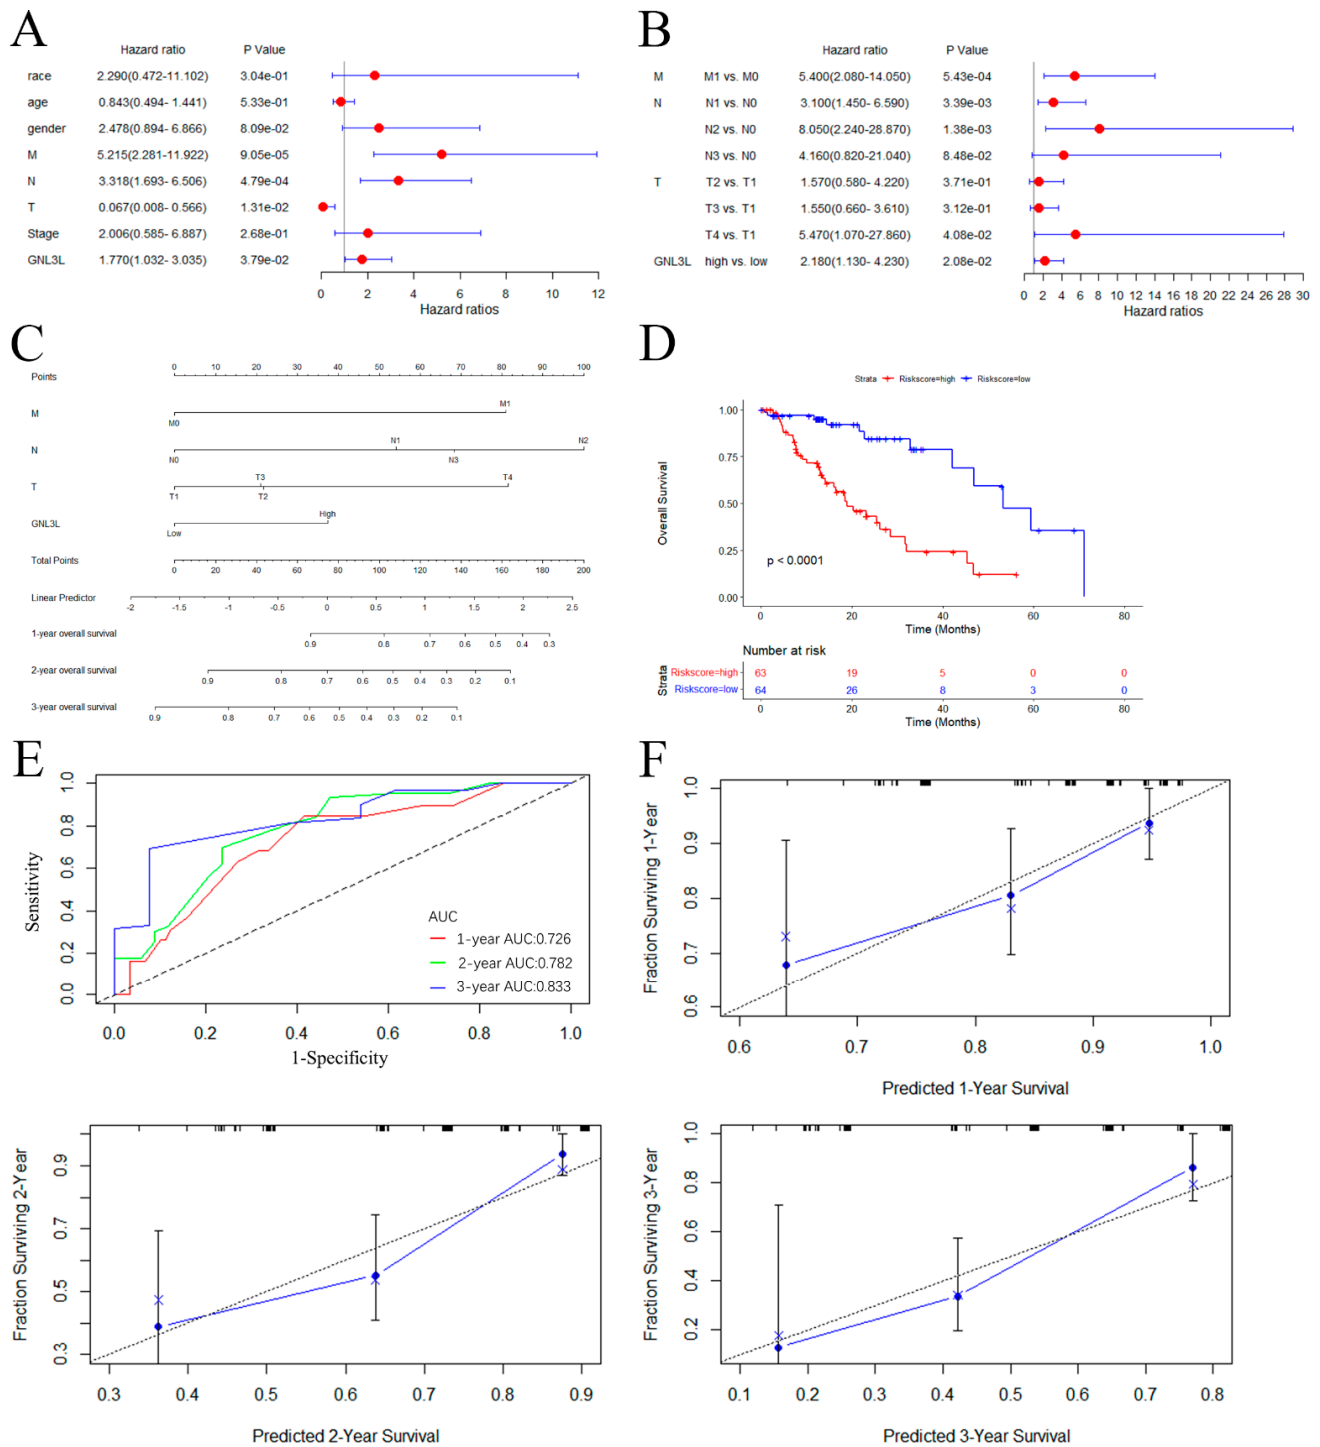 A
Hazard ratio P Value
race 2.290(0.472-11.102) 3.04e-01
age 0.843(0.494- 1.441) 5.33e-01
gender 2.478(0.894- 6.866) 8.09e-02
M 5.215(2.281-11.922) 9.05e-05
N 3.318(1.693- 6.506) 4.79e-04
T 0.067(0.008- 0.566) 1.31e-02
Stage 2.006(0.585- 6.887) 2.68e-01
GNL3L 1.770(1.032- 3.035) 3.79e-02
0 2 4 6 8 10 12
Hazard ratios
B
Hazard ratio P Value
M M1 vs. M0 5.400(2.080-14.050) 5.43e-04
N N1 vs. N0 3.100(1.450- 6.590) 3.39e-03
N2 vs. N0 8.050(2.240-28.870) 1.38e-03
N3 vs. N0 4.160(0.820-21.040) 8.48e-02
T T2 vs. T1 1.570(0.580- 4.220) 3.71e-01
T3 vs. T1 1.550(0.660- 3.610) 3.12e-01
T4 vs. T1 5.470(1.070-27.860) 4.08e-02
GNL3L high vs. low 2.180(1.130- 4.230) 2.08e-02
0 2 4 6 8 10 12 14 16 18 20 22 24 26 28 30
Hazard ratios
C
0 10 20 30 40 50 60 70 80 90 100
Points
M1
M
M0
N1 N2
N
N0 N3
T3 T4
T
T1 T2
High
GNL3L
Low
Total Points
0 20 40 60 80 100 120 140 160 180 200
Linear Predictor
-2 -1.5 -1 -0.5 0 0.5 1 1.5 2 2.5
1-year overall survival
0.9 0.8 0.7 0.6 0.5 0.4 0.3
2-year overall survival
0.9 0.8 0.7 0.6 0.5 0.4 0.3 0.2 0.1
3-year overall survival
0.9 0.8 0.7 0.6 0.5 0.4 0.3 0.2 0.1
D
Strata Riskscore=high Riskscore=low
1.00
0.75
0.50
0.25
0.00
Overall Survival
p < 0.0001
0 20 40 60 80
Time (Months)
Number at risk
Strata
Riskscore=high 63 19 5 0 0
Riskscore=low 64 26 8 3 0
0 20 40 60 80
Time (Months)
E
1.0
0.8
0.6
0.4
0.2
0.0
Sensitivity
AUC
1-year AUC:0.726
2-year AUC:0.782
3-year AUC:0.833
0.0 0.2 0.4 0.6 0.8 1.0
1-Specificity
F
1.0
0.9
0.8
0.7
0.6
Fraction Surviving 1-Year
0.6 0.7 0.8 0.9 1.0
Predicted 1-Year Survival
0.9
0.7
0.5
0.3
Fraction Surviving 2-Year
0.3 0.4 0.5 0.6 0.7 0.8 0.9
Predicted 2-Year Survival
1.0
0.8
0.6
0.4
0.2
Fraction Surviving 3-Year
0.1 0.2 0.3 0.4 0.5 0.6 0.7 0.8
Predicted 3-Year Survival